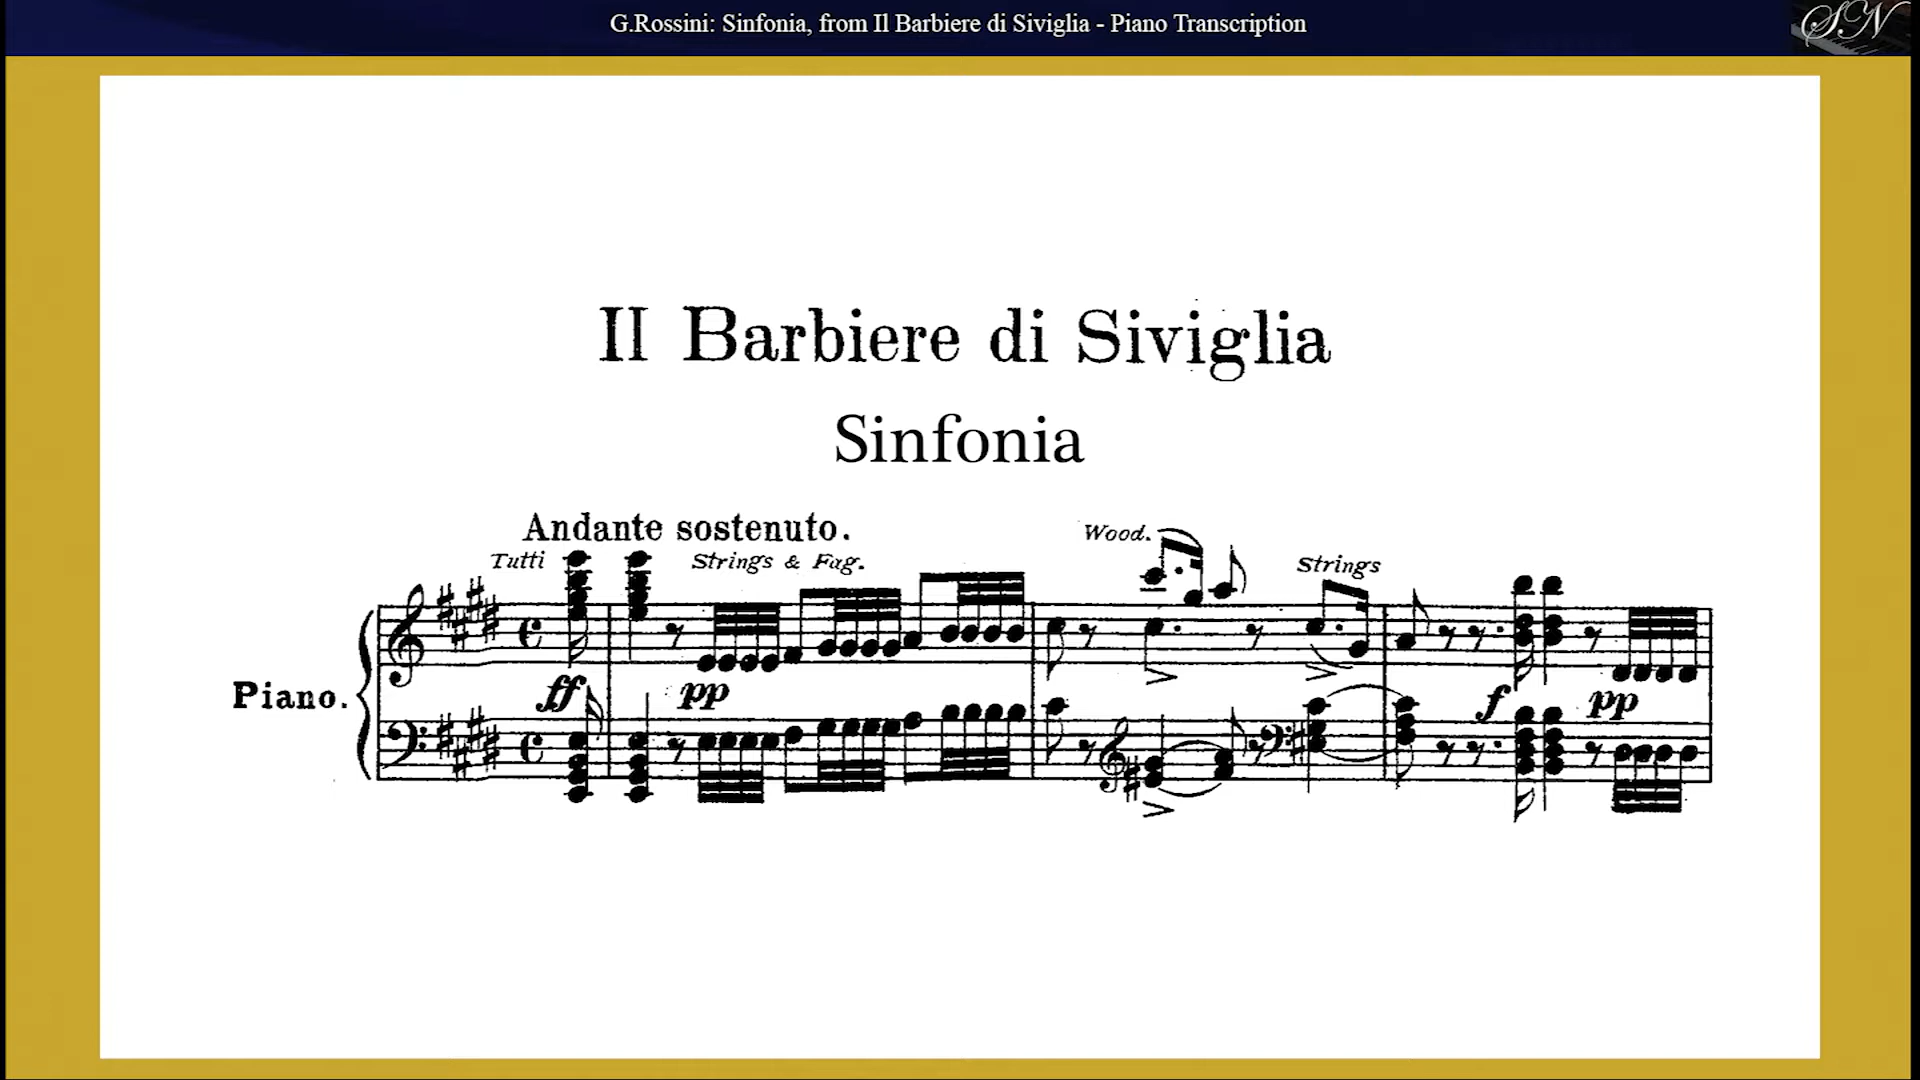 G.Rossini: Sinfonia, from Il Barbiere di Siviglia - Piano Transcription
SN
Il Barbiere di Siviglia
Sinfonia
Andante sostenuto.
Tutti
Strings & Fag.
Wood.
Strings
Piano.
ff
pp
f
pp